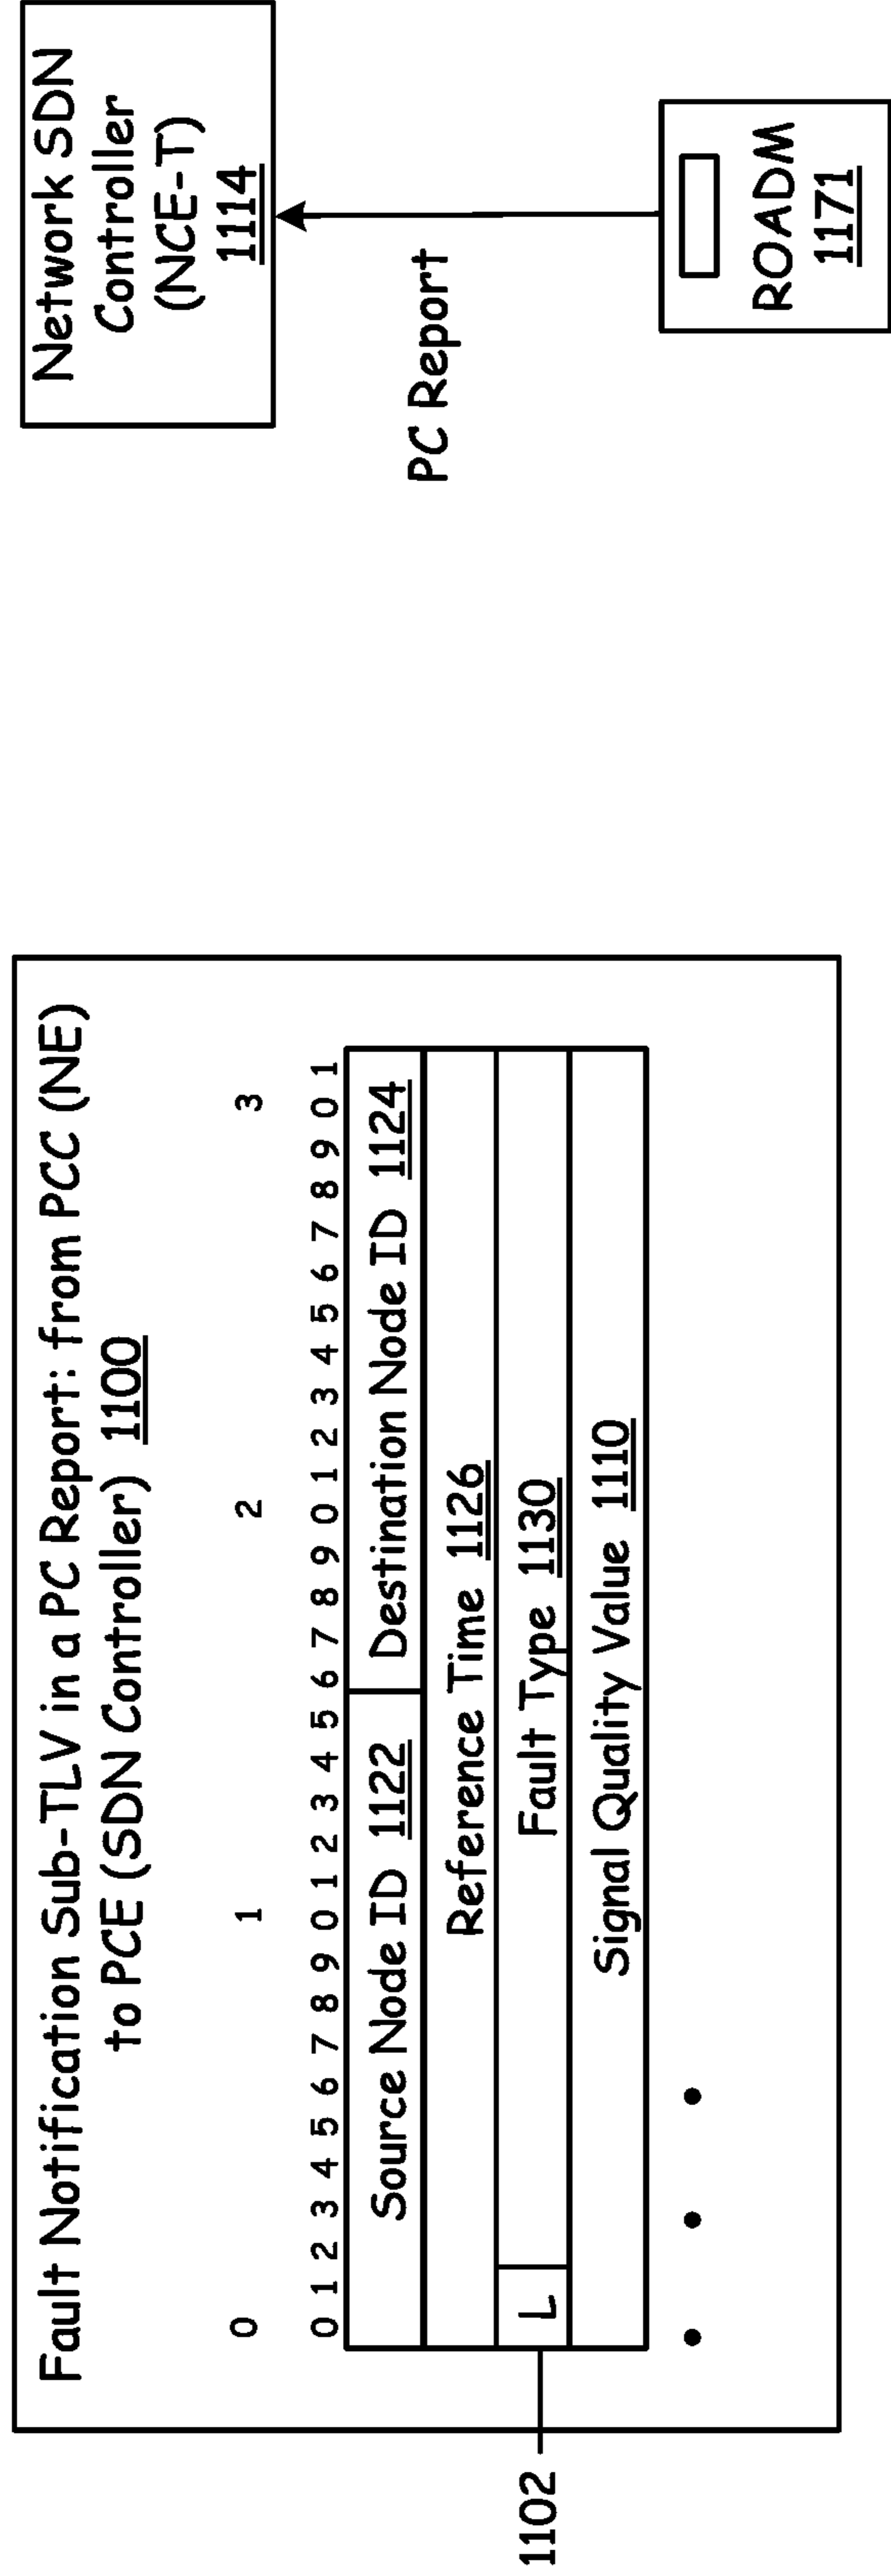 Fault Notification Sub-TLV in a PC Report: from PCC (NE)
to PCE (SDN Controller) 1100
0 1 2 3
0 1 2 3 4 5 6 7 8 9 0 1 2 3 4 5 6 7 8 9 0 1 2 3 4 5 6 7 8 9 0 1
Source Node ID 1122
Destination Node ID 1124
Reference Time 1126
L
Fault Type 1130
Signal Quality Value 1110
1102
Network SDN
Controller
(NCE-T)
1114
PC Report
ROADM
1171